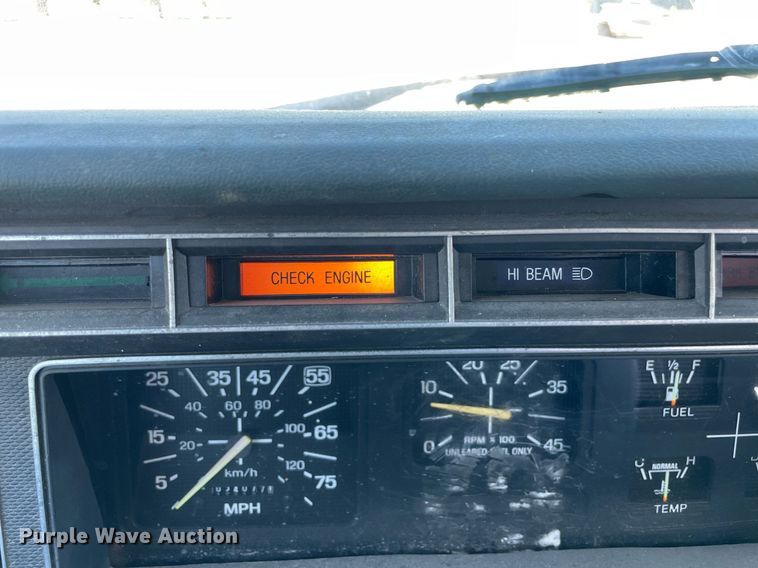 CHECK ENGINE
HI BEAM
25 35 45 55
15 65
5 75
40 60 80
20 100
120
km/h
MPH
20 25
10 35
0 45
RPM × 100
UNLEADED FUEL ONLY
E 1/2 F
FUEL
C NORMAL H
TEMP
Purple Wave Auction